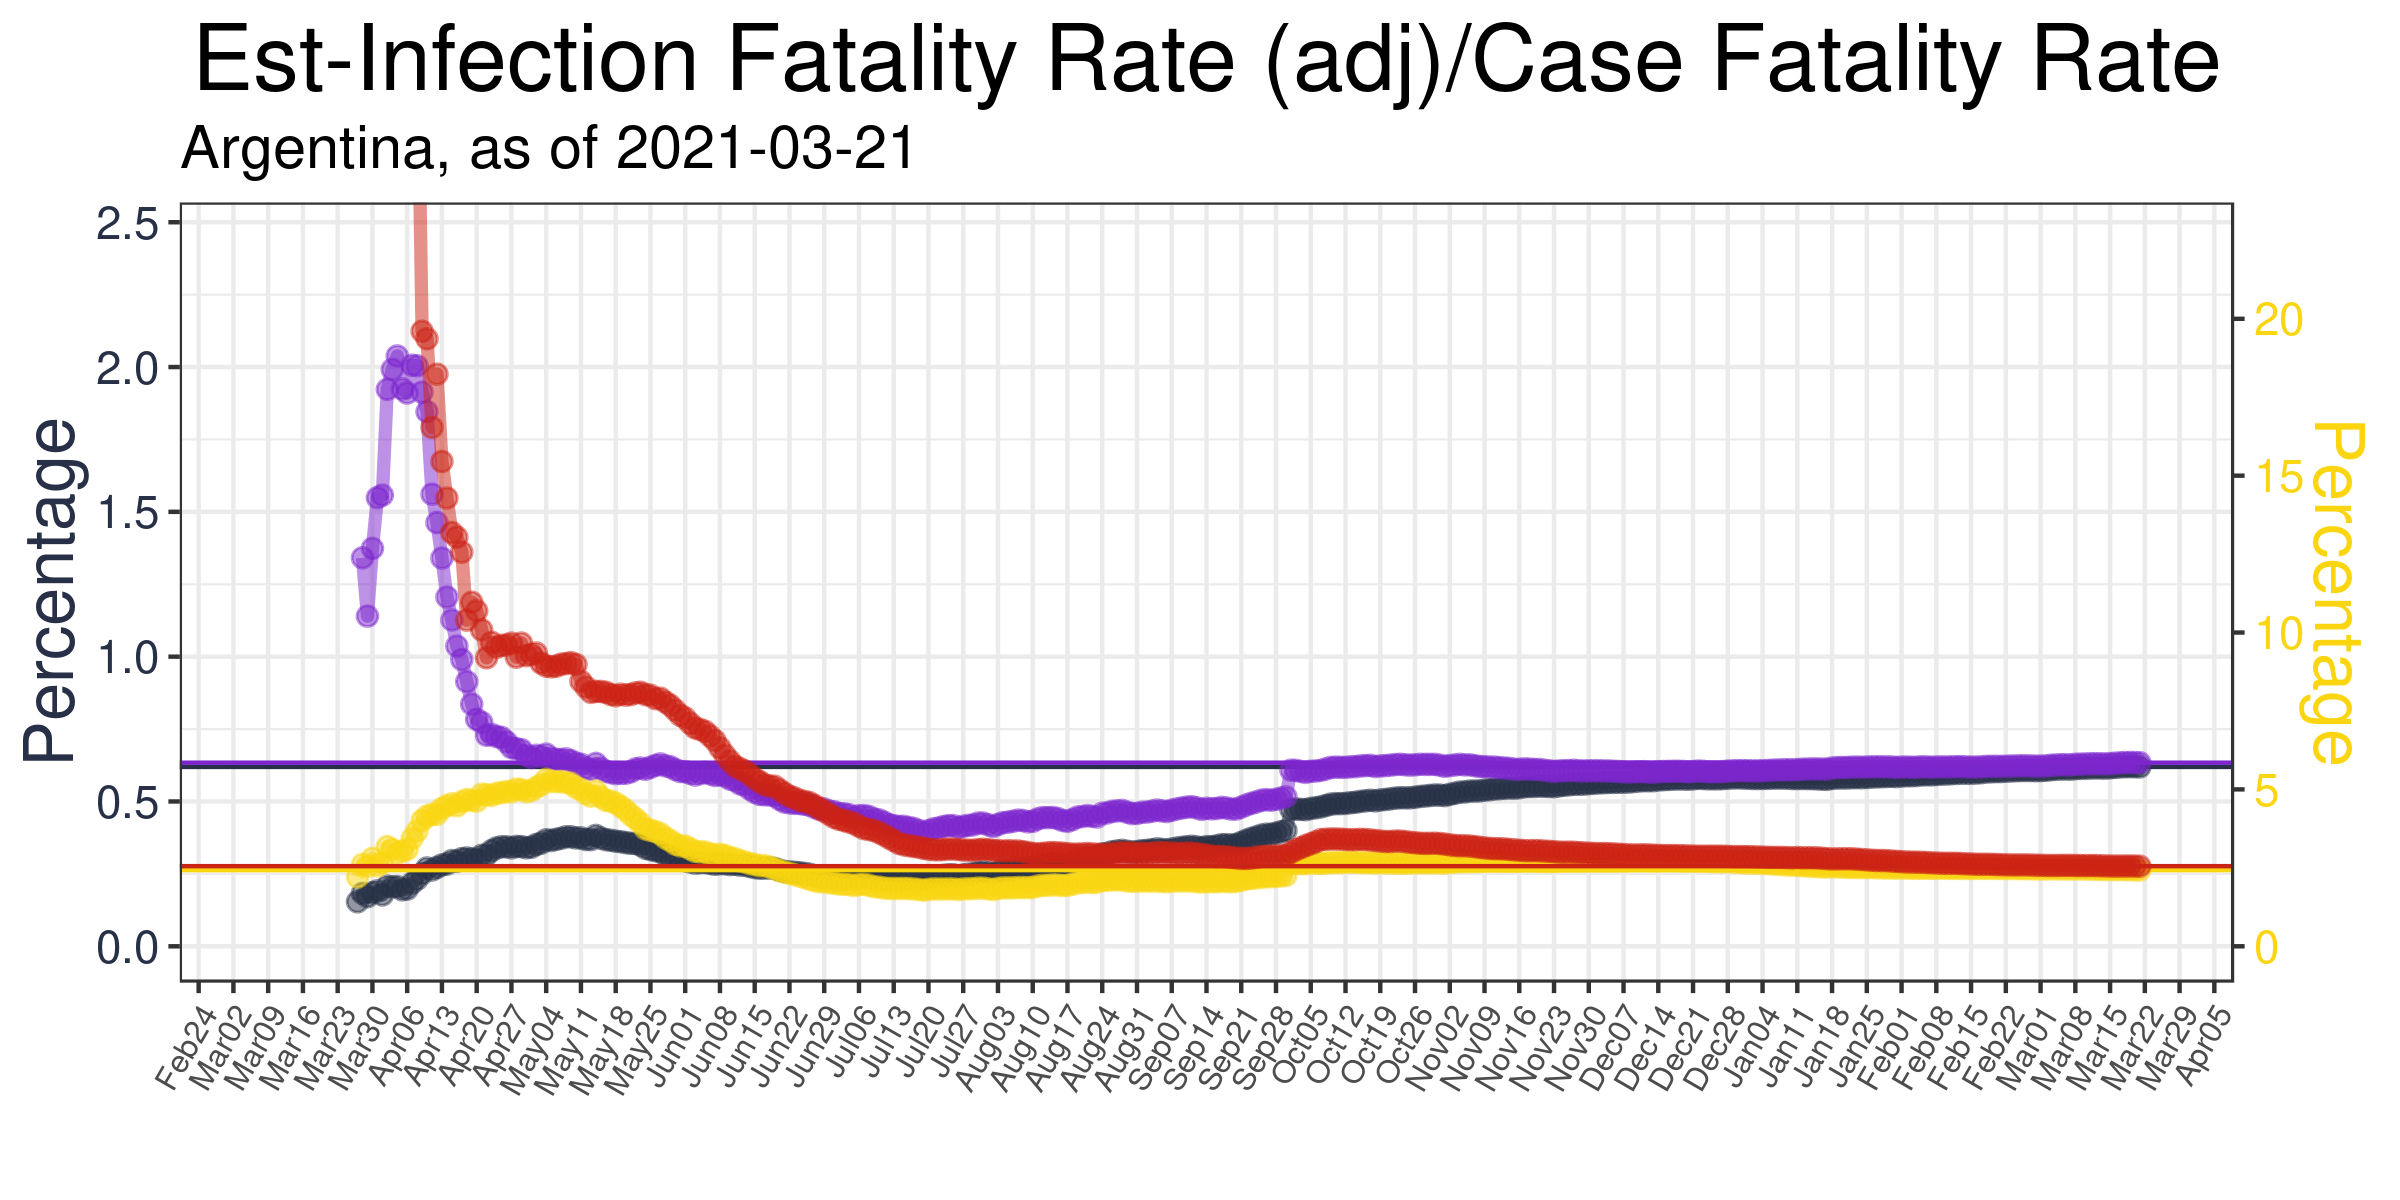 Est-Infection Fatality Rate (adj)/Case Fatality Rate
Argentina, as of 2021-03-21
Percentage
2.5
2.0
1.5
1.0
0.5
0.0
20
15
10
5
0
Percentage
Feb24
Mar02
Mar09
Mar16
Mar23
Mar30
Apr06
Apr13
Apr20
Apr27
May04
May11
May18
May25
Jun01
Jun08
Jun15
Jun22
Jun29
Jul06
Jul13
Jul20
Jul27
Aug03
Aug10
Aug17
Aug24
Aug31
Sep07
Sep14
Sep21
Sep28
Oct05
Oct12
Oct19
Oct26
Nov02
Nov09
Nov16
Nov23
Nov30
Dec07
Dec14
Dec21
Dec28
Jan04
Jan11
Jan18
Jan25
Feb01
Feb08
Feb15
Feb22
Mar01
Mar08
Mar15
Mar22
Mar29
Apr05